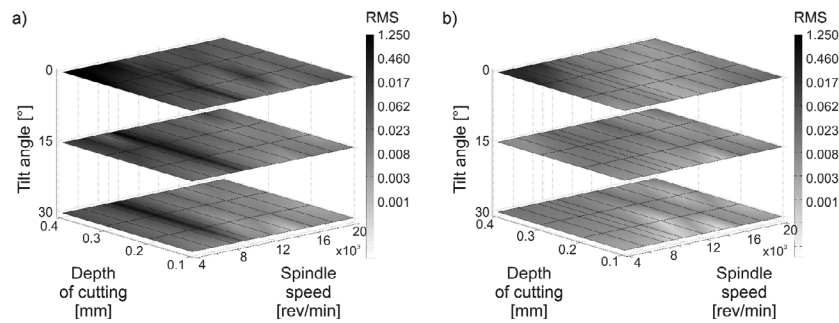 a)
RMS
1.250
0.460
0.017
0.062
0.023
0.008
0.003
0.001
0
15
30
Tilt angle [°]
0.4
0.3
0.2
0.1
4
8
12
16
20
×10³
Depth
of cutting
[mm]
Spindle
speed
[rev/min]
b)
RMS
1.250
0.460
0.017
0.062
0.023
0.008
0.003
0.001
0
15
30
Tilt angle [°]
0.4
0.3
0.2
0.1
4
8
12
16
20
×10³
Depth
of cutting
[mm]
Spindle
speed
[rev/min]